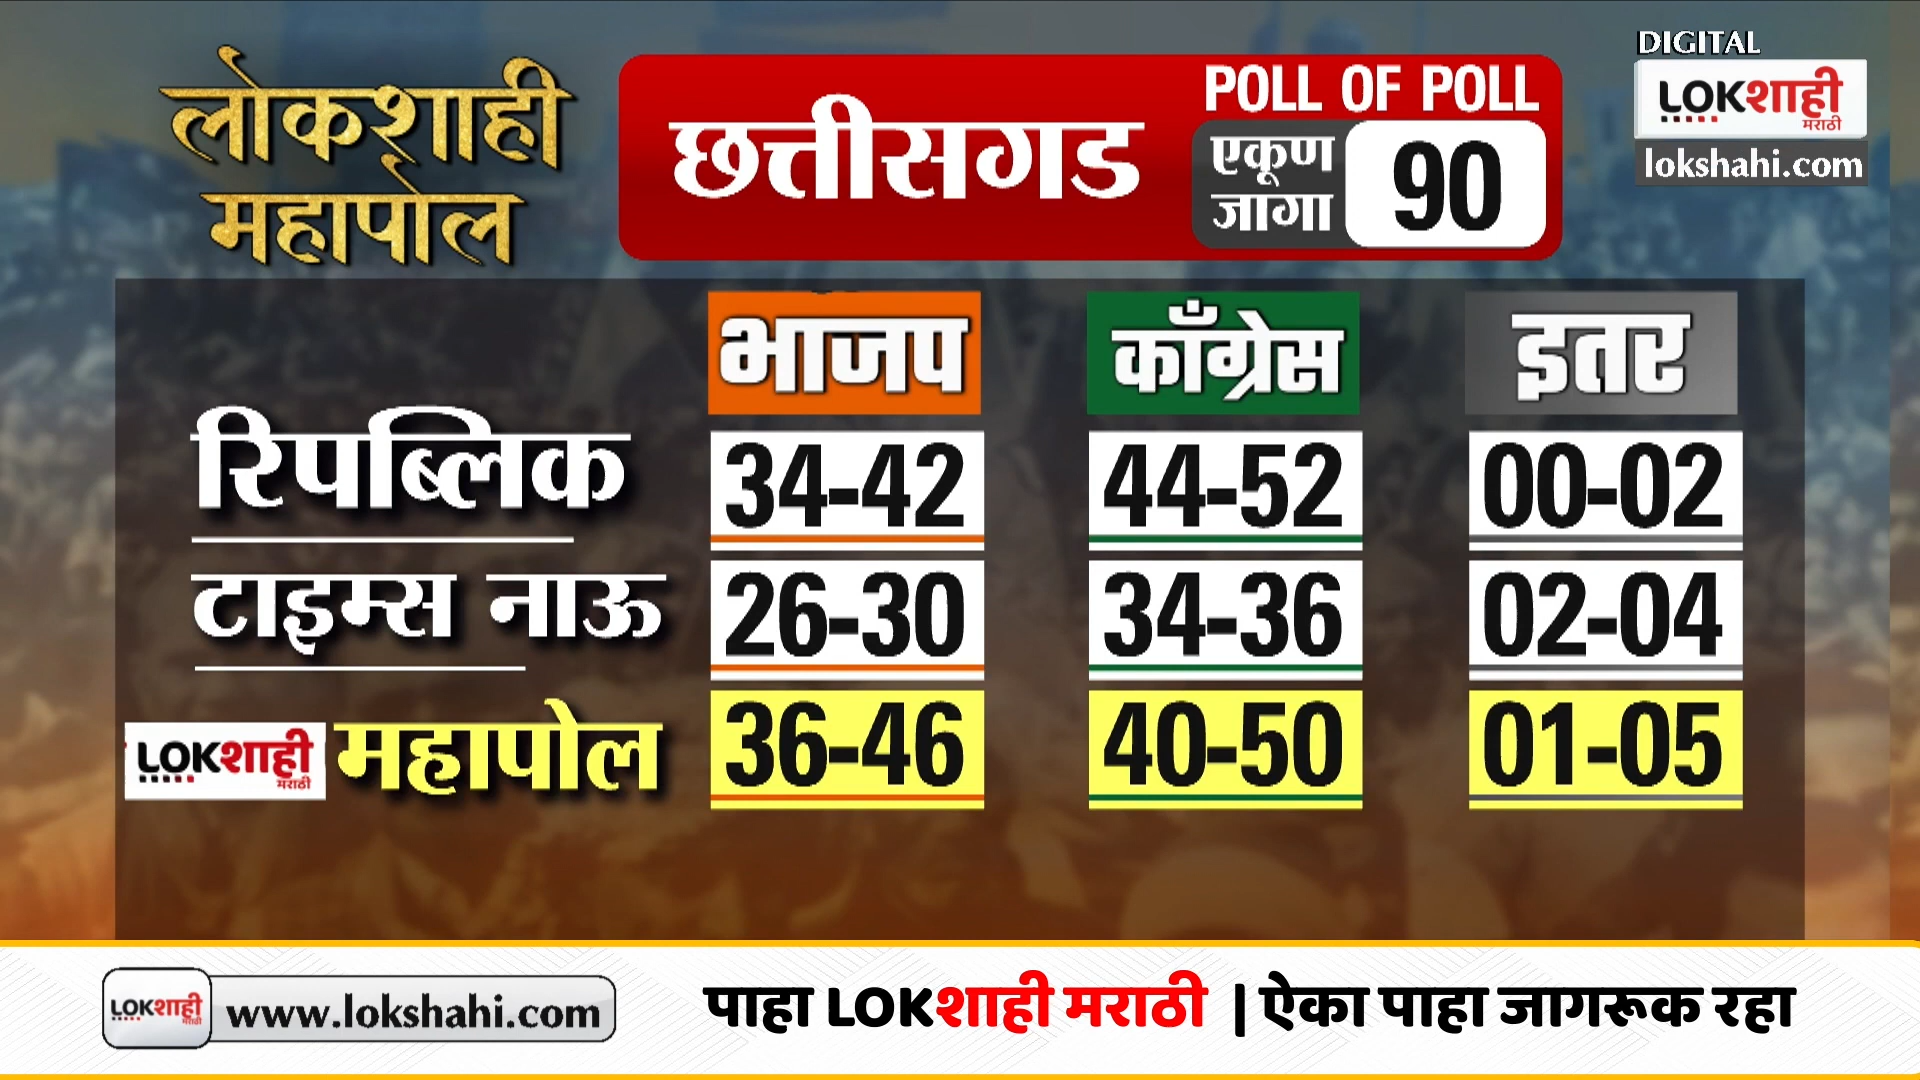 लोकशाही
महापोल
छत्तीसगड
POLL OF POLL
एकूण
जागा
90
DIGITAL
LOKशाही
मराठी
lokshahi.com
भाजप काँग्रेस इतर
रिपब्लिक 34-42 44-52 00-02
टाइम्स नाऊ 26-30 34-36 02-04
LOKशाही मराठी महापोल 36-46 40-50 01-05
LOKशाही मराठी www.lokshahi.com
पाहा LOKशाही मराठी | ऐका पाहा जागरूक रहा